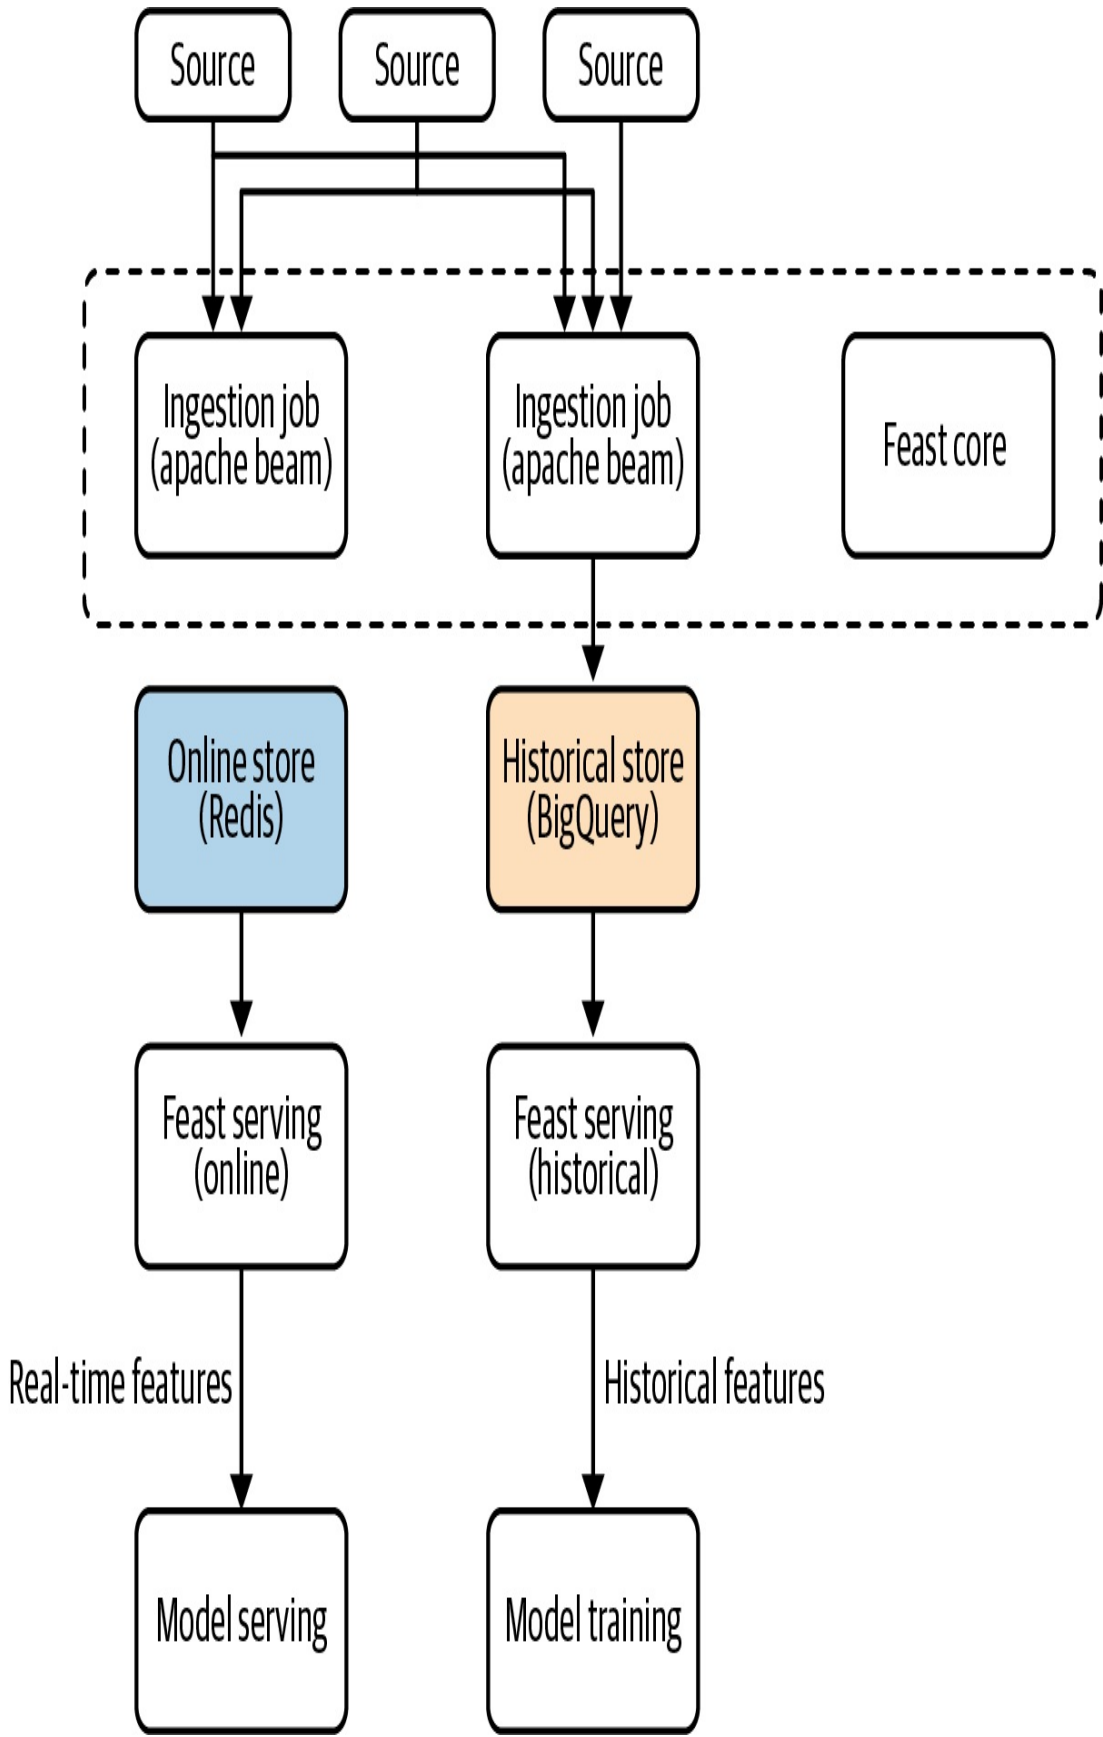 Source
Source
Source
Ingestion job
(apache beam)
Ingestion job
(apache beam)
Feast core
Online store
(Redis)
Historical store
(BigQuery)
Feast serving
(online)
Feast serving
(historical)
Real-time features
Historical features
Model serving
Model training